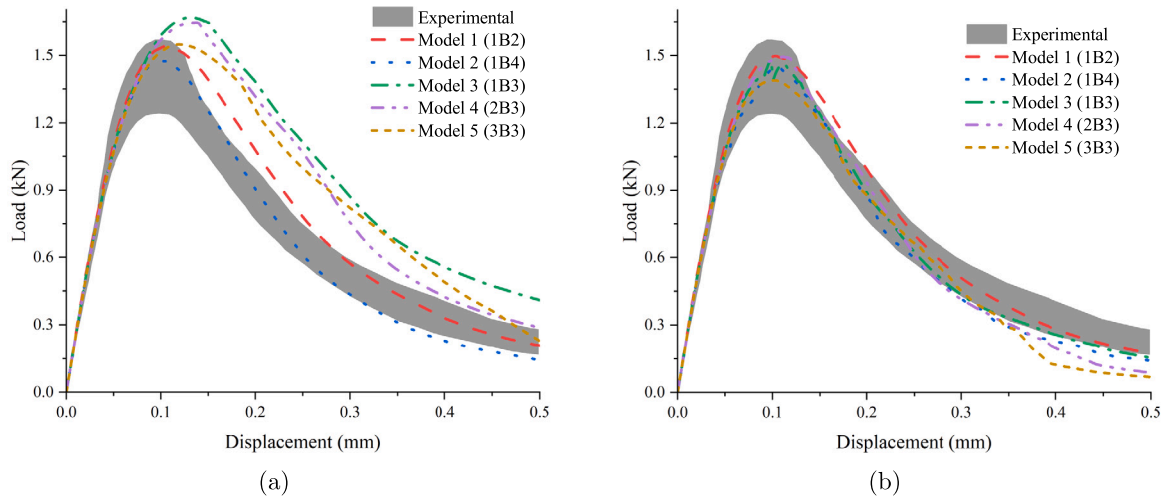 (a)
Load (kN)
1.5
1.2
0.9
0.6
0.3
0.0
0.0 0.1 0.2 0.3 0.4 0.5
Displacement (mm)
Experimental
Model 1 (1B2)
Model 2 (1B4)
Model 3 (1B3)
Model 4 (2B3)
Model 5 (3B3)
(a)
(b)
Load (kN)
1.5
1.2
0.9
0.6
0.3
0.0
0.0 0.1 0.2 0.3 0.4 0.5
Displacement (mm)
Experimental
Model 1 (1B2)
Model 2 (1B4)
Model 3 (1B3)
Model 4 (2B3)
Model 5 (3B3)
(b)